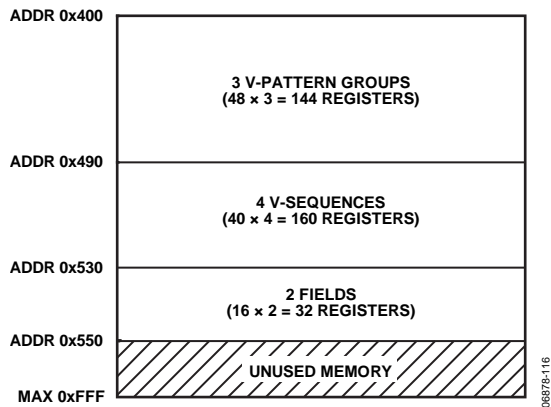 ADDR 0x400
3 V-PATTERN GROUPS
(48 × 3 = 144 REGISTERS)
ADDR 0x490
4 V-SEQUENCES
(40 × 4 = 160 REGISTERS)
ADDR 0x530
2 FIELDS
(16 × 2 = 32 REGISTERS)
ADDR 0x550
UNUSED MEMORY
MAX 0xFFF
06878-116